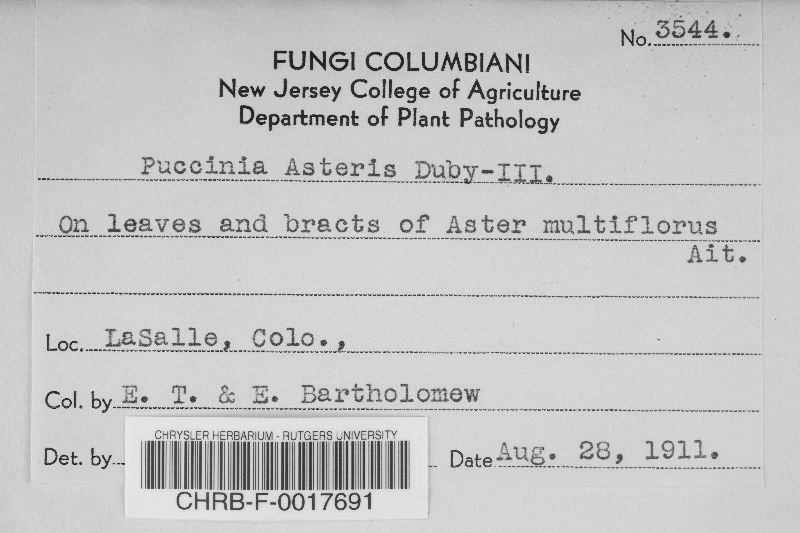 No. 3544.
FUNGI COLUMBIANI
New Jersey College of Agriculture
Department of Plant Pathology
Puccinia Asteris Duby-III.
On leaves and bracts of Aster multiflorus
Ait.
Loc. LaSalle, Colo.,
Col. by E. T. & E. Bartholomew
Det. by
Date Aug. 28, 1911.
CHRYSLER HERBARIUM - RUTGERS UNIVERSITY
CHRB-F-0017691